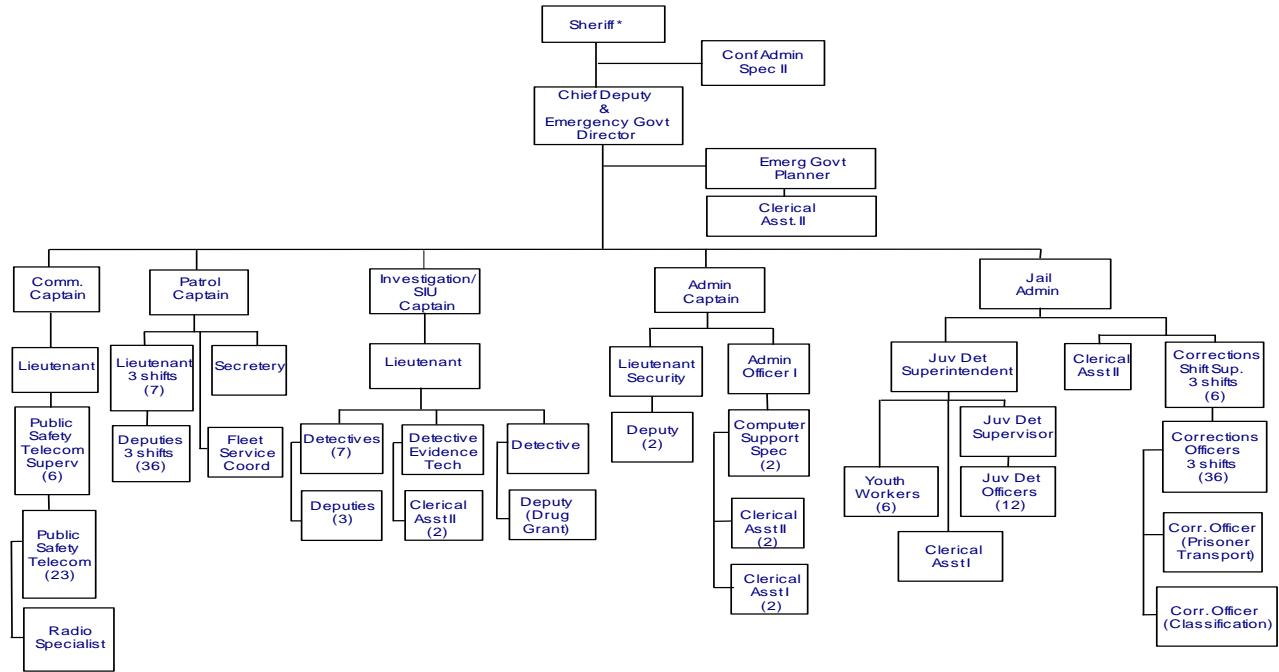 Sheriff*
Conf Admin
Spec II
Chief Deputy
&
Emergency Govt
Director
Emerg Govt
Planner
Clerical
Asst. II
Comm.
Captain
Patrol
Captain
Investigation/
SIU
Captain
Admin
Captain
Jail
Admin
Lieutenant
Lieutenant
3 shifts
(7)
Secretery
Lieutenant
Lieutenant
Security
Admin
Officer I
Juv Det
Superintendent
Clerical
Asst II
Corrections
Shift Sup.
3 shifts
(6)
Public
Safety
Telecom
Superv
(6)
Deputies
3 shifts
(36)
Fleet
Service
Coord
Detectives
(7)
Detective
Evidence
Tech
Detective
Deputy
(2)
Computer
Support
Spec
(2)
Juv Det
Supervisor
Corrections
Officers
3 shifts
(36)
Youth
Workers
(6)
Juv Det
Officers
(12)
Deputies
(3)
Clerical
Asst II
(2)
Deputy
(Drug
Grant)
Clerical
Asst II
(2)
Public
Safety
Telecom
(23)
Clerical
Asst I
Corr. Officer
(Prisoner
Transport)
Clerical
Asst I
(2)
Radio
Specialist
Corr. Officer
(Classification)